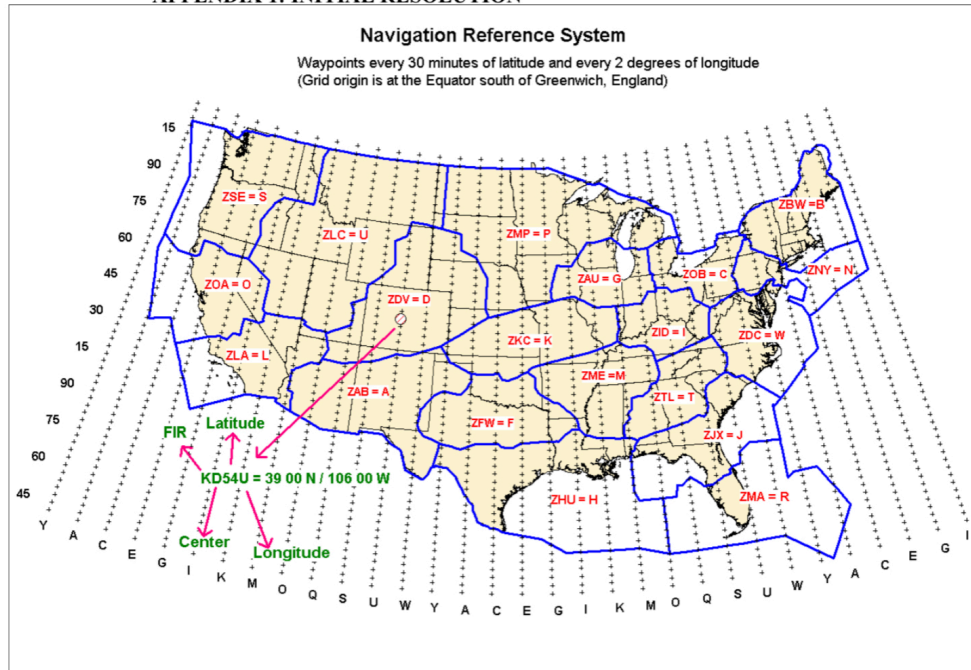 APPENDIX 1: INITIAL RESOLUTION
Navigation Reference System
Waypoints every 30 minutes of latitude and every 2 degrees of longitude
(Grid origin is at the Equator south of Greenwich, England)
15
90
75
60
45
30
15
90
75
60
45
ZSE = S
ZLC = U
ZMP = P
ZBW =B
ZOA = O
ZDV = D
ZAU = G
ZOB = C
ZNY = N
ZLA = L
ZKC = K
ZID = I
ZDC = W
ZAB = A
ZME = M
ZTL = T
ZFW = F
ZJX = J
ZHU = H
ZMA = R
FIR
Latitude
KD54U = 39 00 N / 106 00 W
Center
Longitude
Y A C E G I K M O Q S U W Y A C E G I K M O Q S U W Y A C E G I